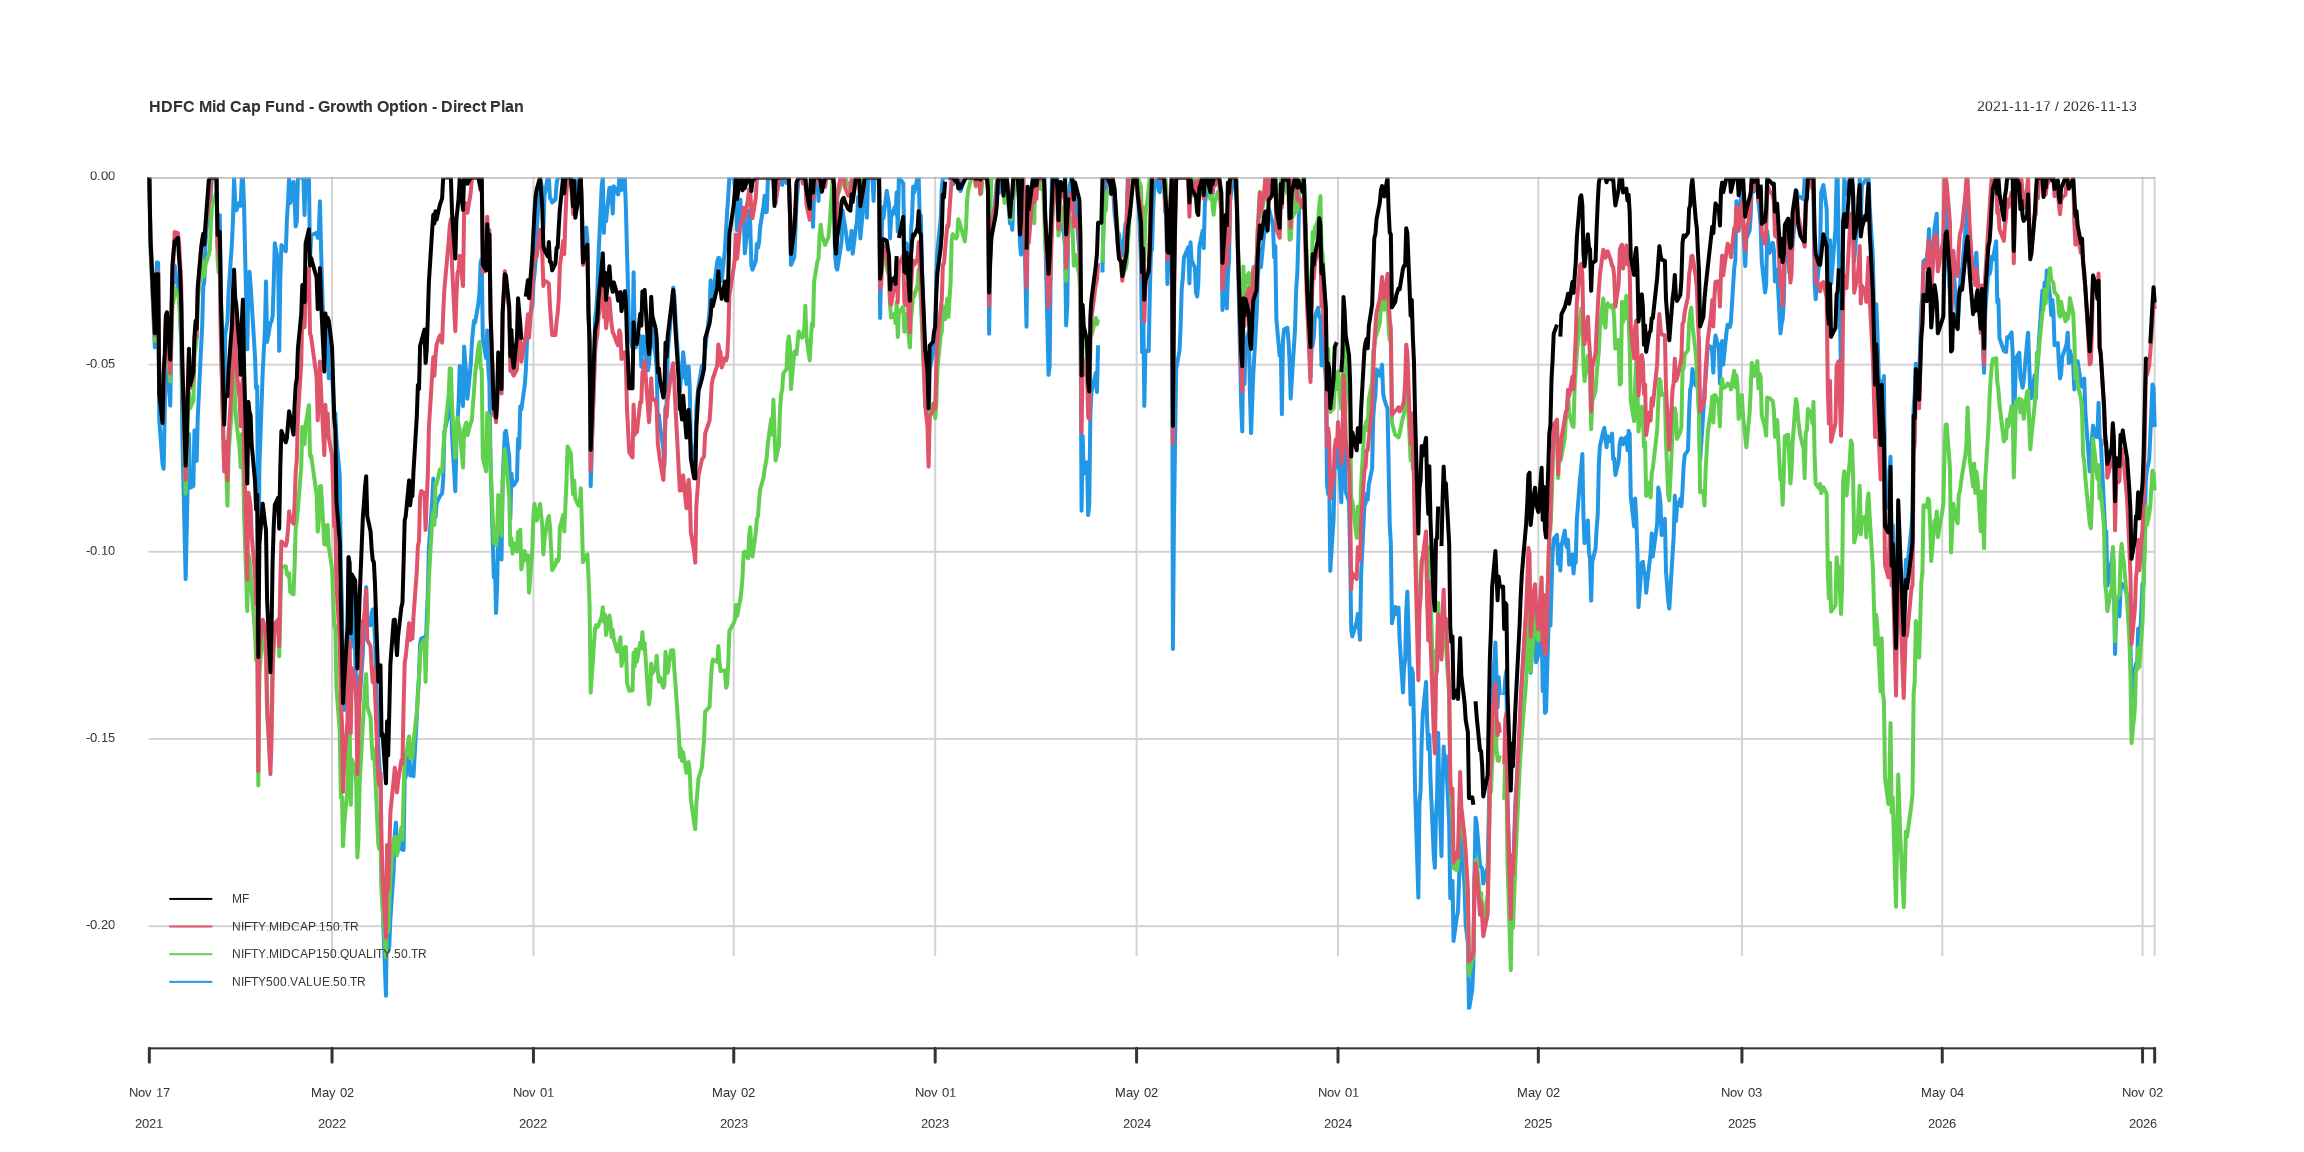 HDFC Mid Cap Fund - Growth Option - Direct Plan
2021-11-17 / 2026-11-13
0.00
-0.05
-0.10
-0.15
-0.20
MF
NIFTY.MIDCAP.150.TR
NIFTY.MIDCAP150.QUALITY.50.TR
NIFTY500.VALUE.50.TR
Nov 17 May 02 Nov 01 May 02 Nov 01 May 02 Nov 01 May 02 Nov 03 May 04 Nov 02
2021 2022 2022 2023 2023 2024 2024 2025 2025 2026 2026